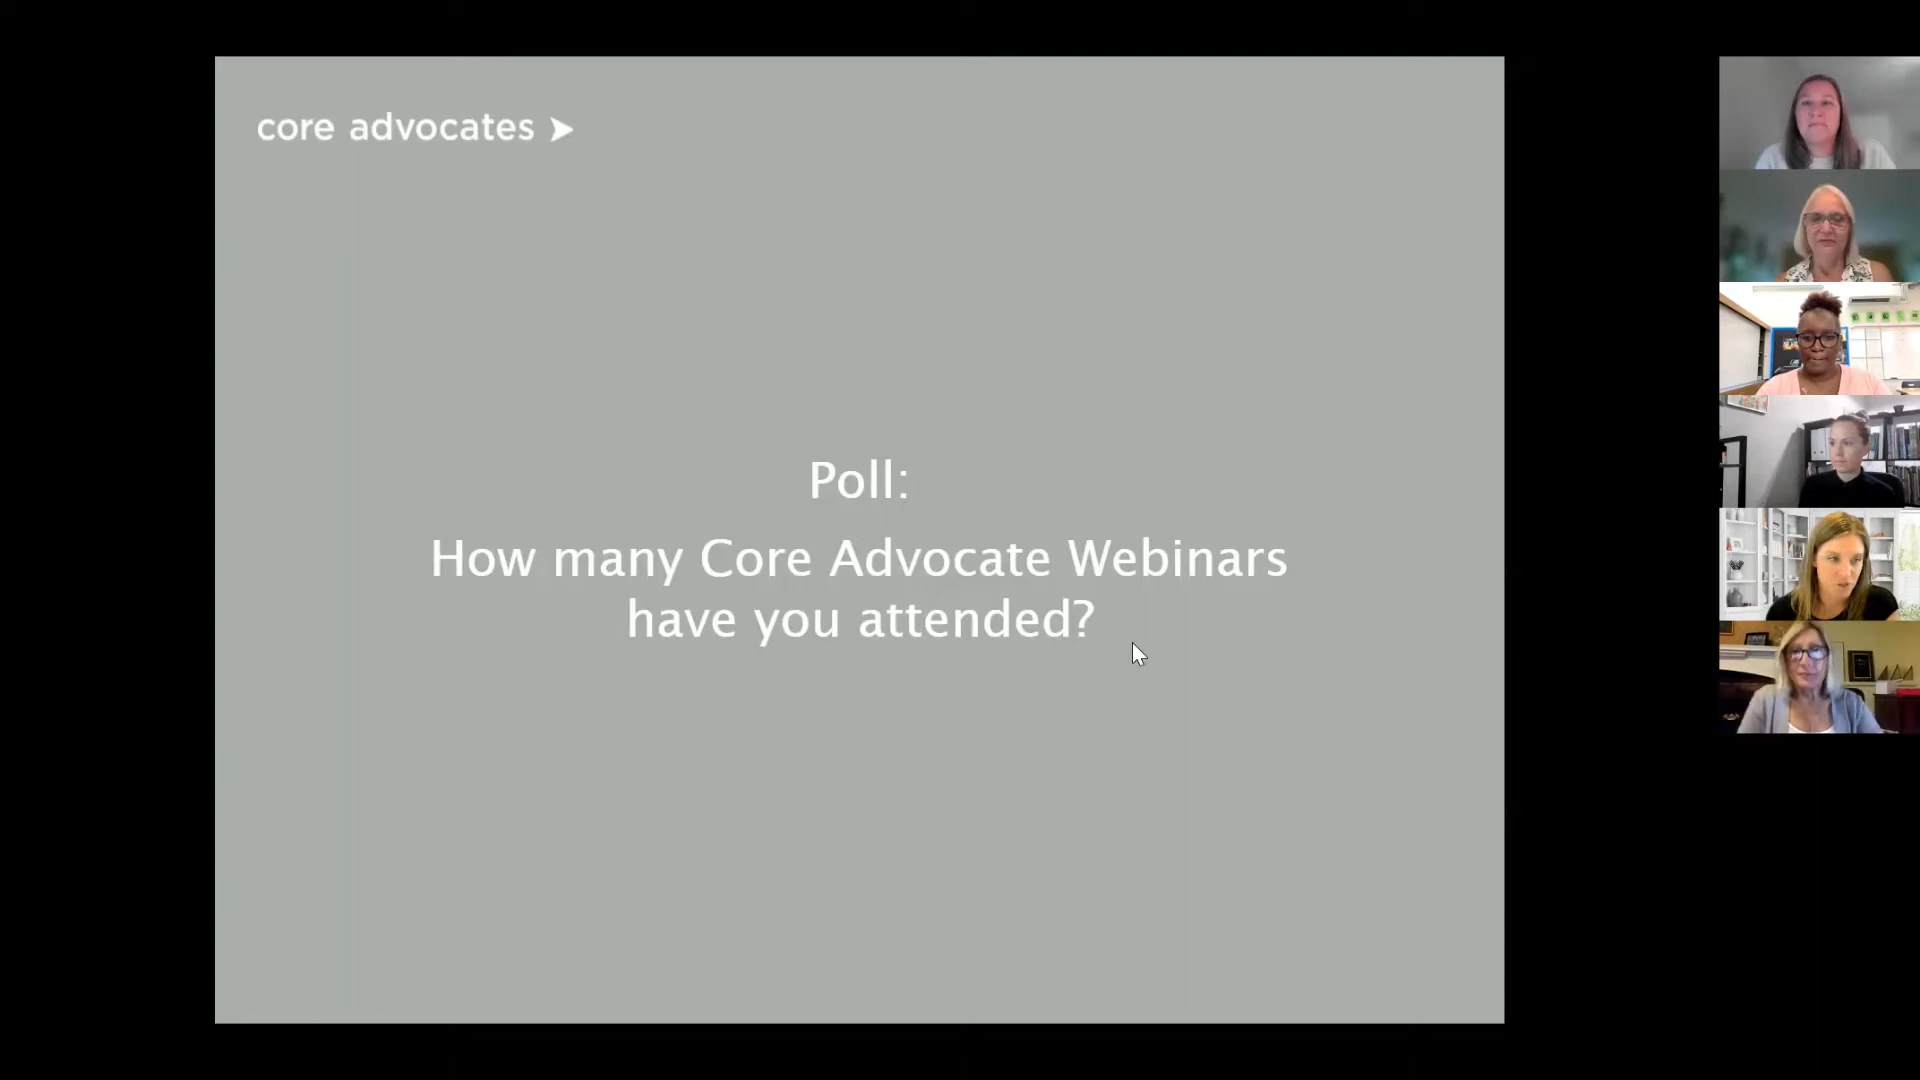 core advocates
Poll:
How many Core Advocate Webinars
have you attended?